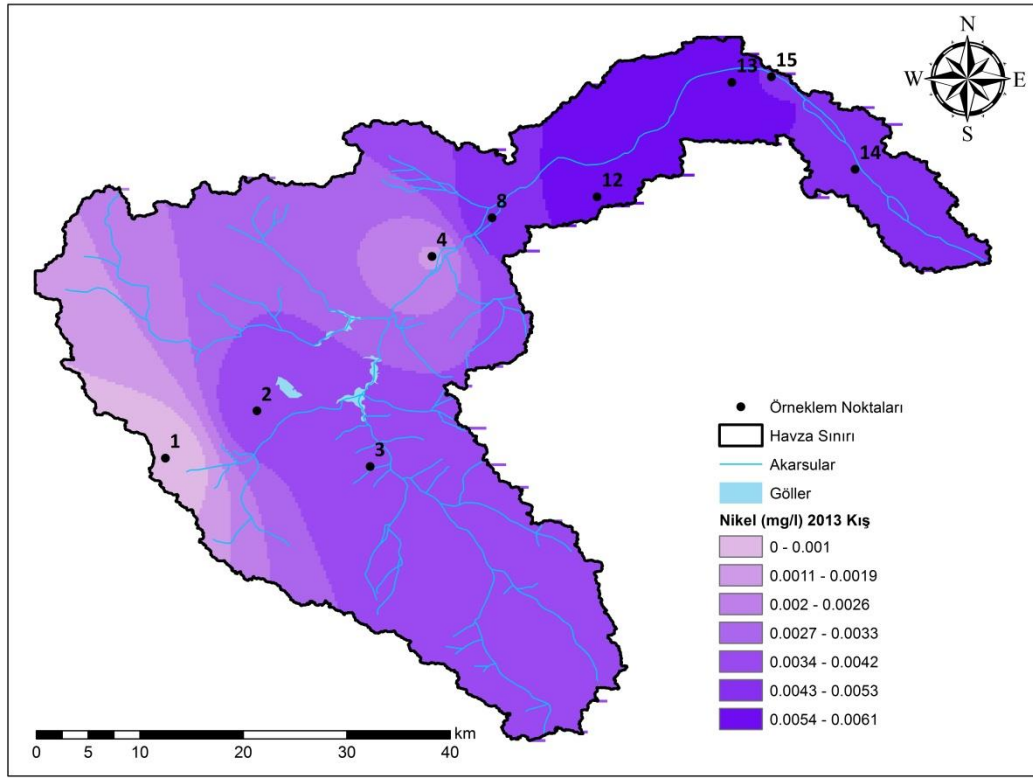 N
W E
S
13
15
14
12
8
4
2
1
3
Örneklem Noktaları
Havza Sınırı
Akarsular
Göller
Nikel (mg/l) 2013 Kış
0 - 0.001
0.0011 - 0.0019
0.002 - 0.0026
0.0027 - 0.0033
0.0034 - 0.0042
0.0043 - 0.0053
0.0054 - 0.0061
km
0 5 10 20 30 40